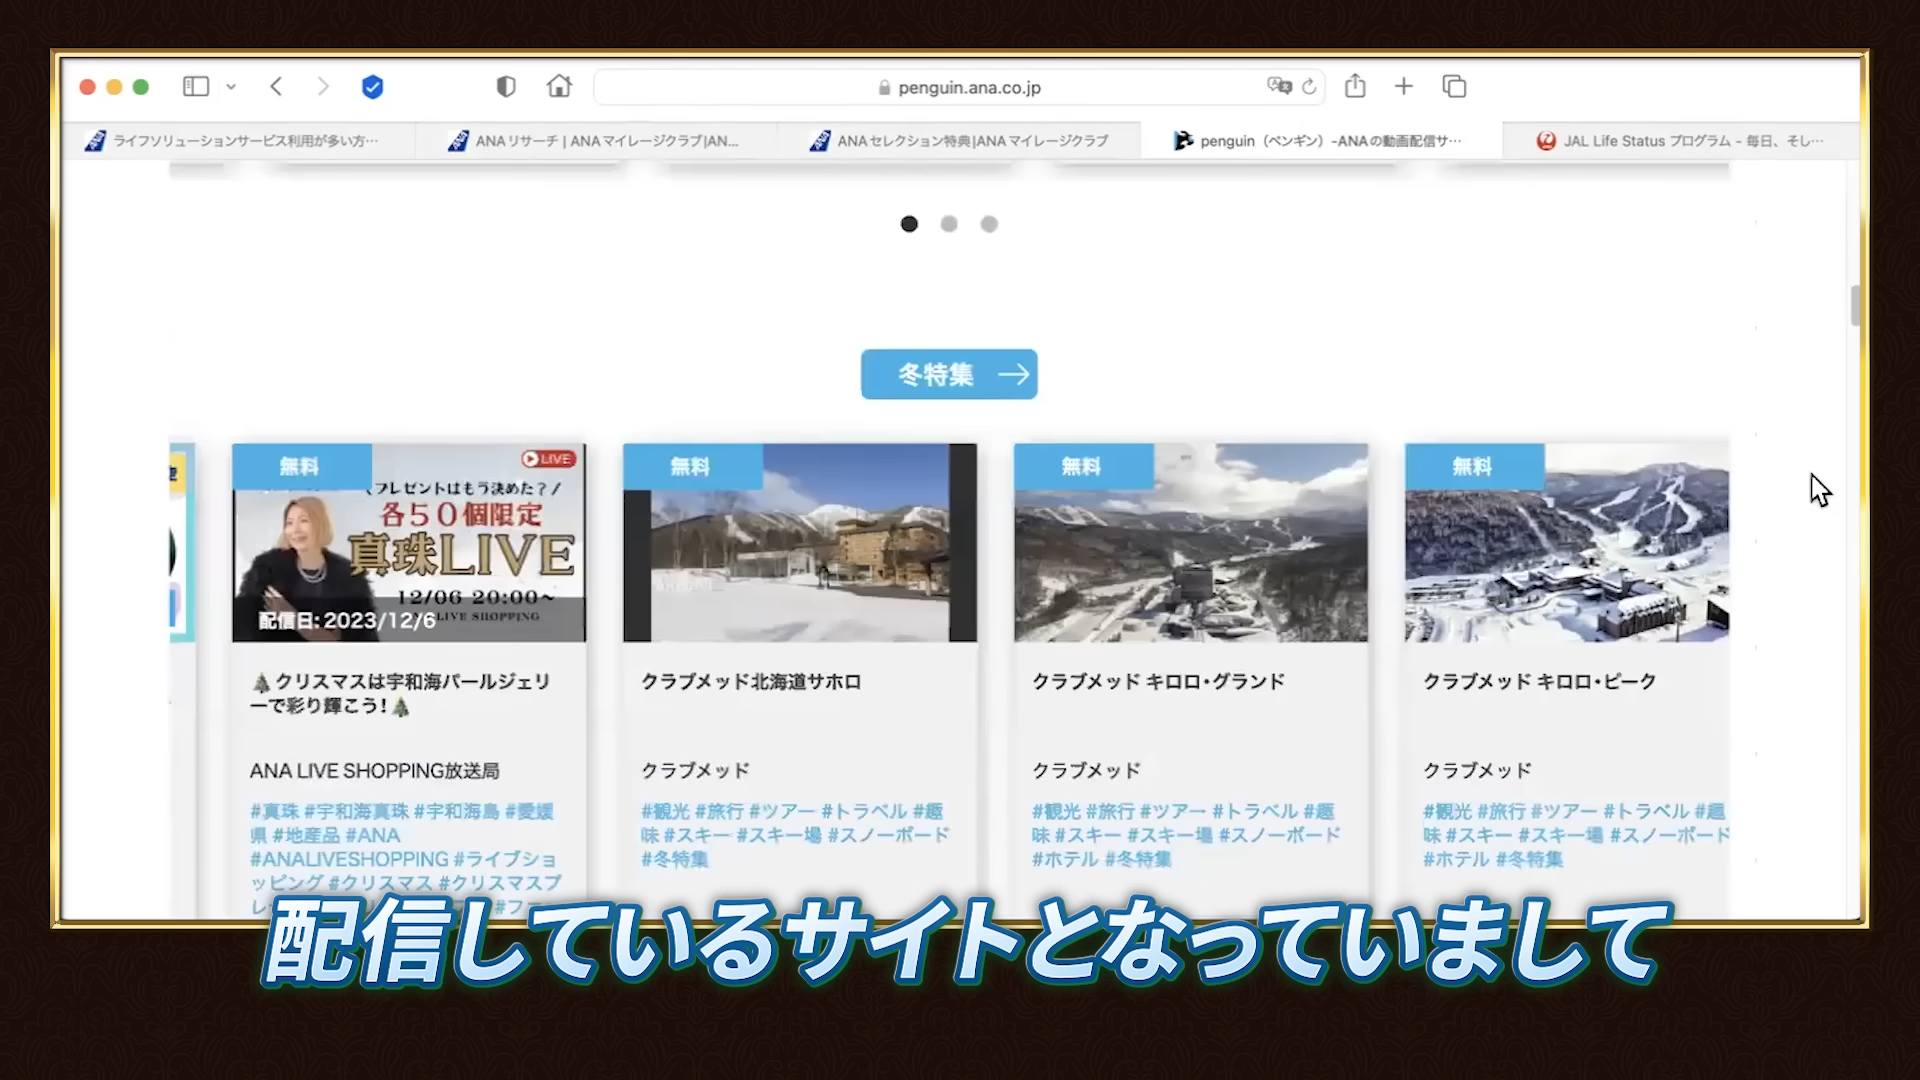 penguin.ana.co.jp
ライフソリューションサービス利用が多い方…
ANA リサーチ | ANAマイレージクラブ|AN...
ANAセレクション特典|ANAマイレージクラブ
penguin（ペンギン）-ANAの動画配信サ…
JAL Life Status プログラム - 毎日、そし…
冬特集
無料
LIVE
プレゼントはもう決めた？
各５０個限定
真珠LIVE
12/06 20:00~
LIVE SHOPPING
配信日: 2023/12/6
🎄クリスマスは宇和海パールジェリ
ーで彩り輝こう！🎄
ANA LIVE SHOPPING放送局
#真珠 #宇和海真珠 #宇和海島 #愛媛
県 #地産品 #ANA
#ANALIVESHOPPING #ライブショ
ッピング #クリスマス #クリスマスプ
無料
クラブメッド北海道サホロ
クラブメッド
#観光 #旅行 #ツアー #トラベル #趣
味 #スキー #スキー場 #スノーボード
#冬特集
無料
クラブメッド キロロ・グランド
クラブメッド
#観光 #旅行 #ツアー #トラベル #趣
味 #スキー #スキー場 #スノーボード
#ホテル #冬特集
無料
クラブメッド キロロ・ピーク
クラブメッド
#観光 #旅行 #ツアー #トラベル #趣
味 #スキー #スキー場 #スノーボード
#ホテル #冬特集
配信しているサイトとなっていまして